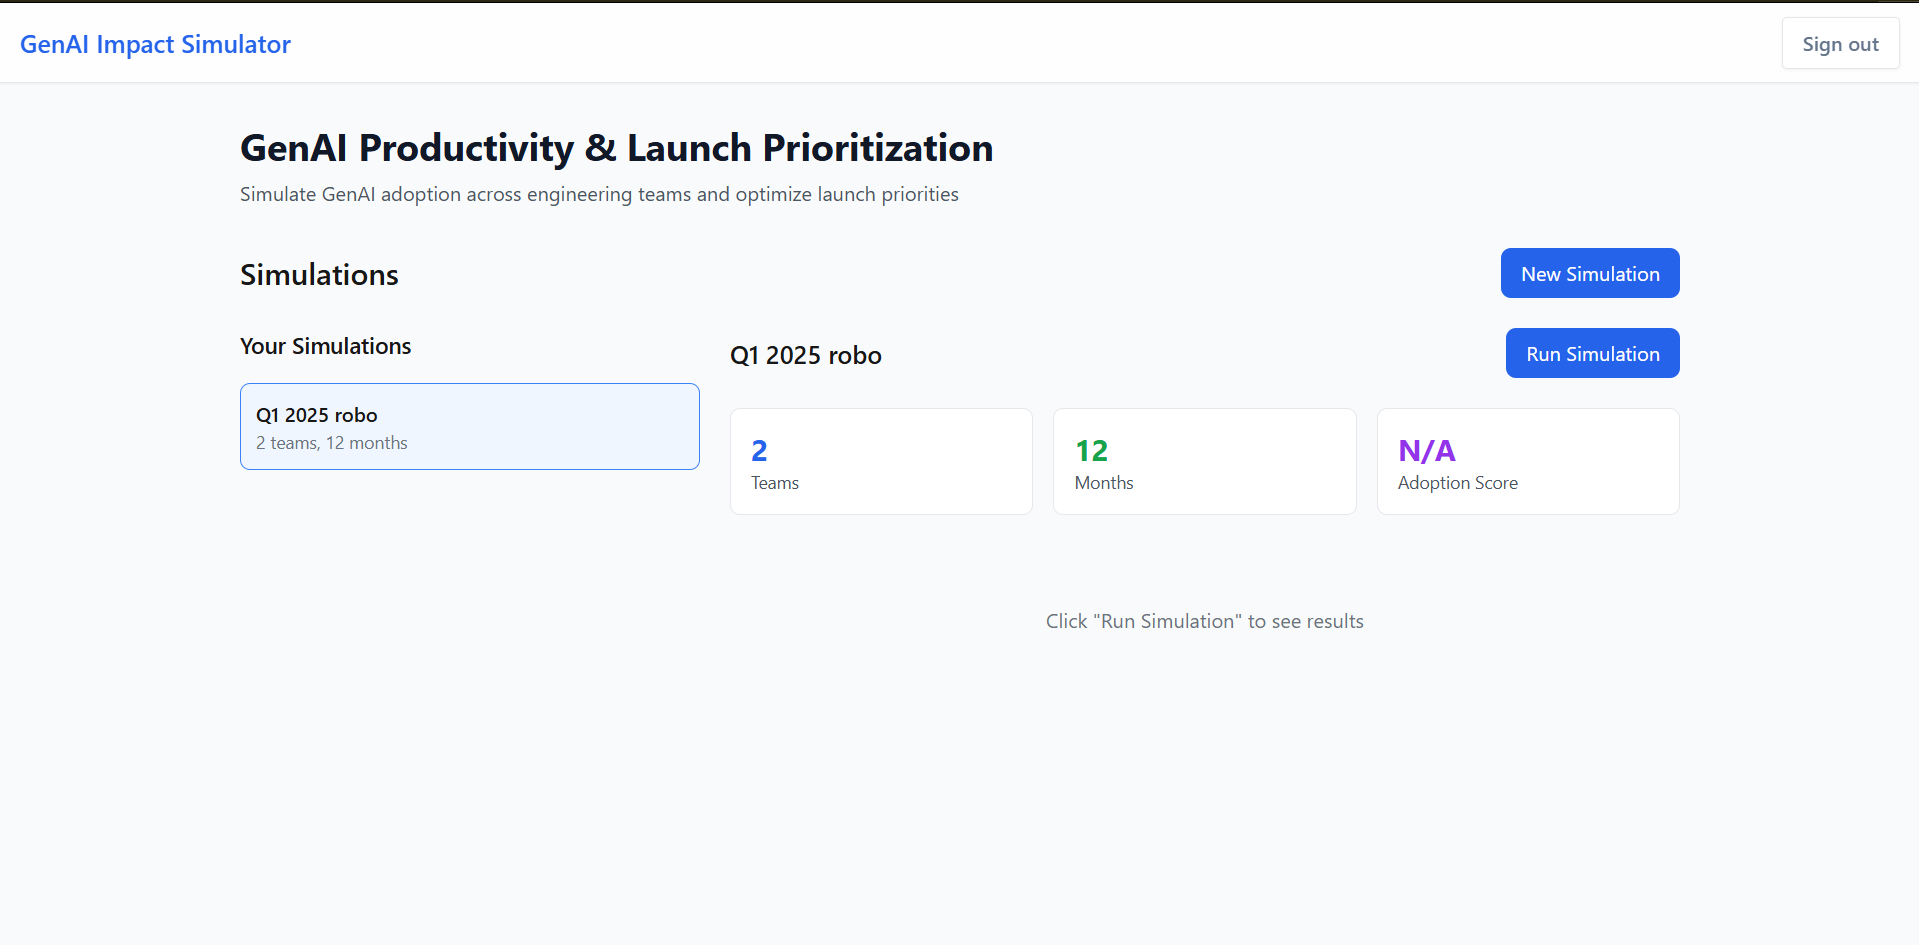 GenAI Impact Simulator
Sign out
GenAI Productivity & Launch Prioritization
Simulate GenAI adoption across engineering teams and optimize launch priorities
Simulations
New Simulation
Your Simulations
Q1 2025 robo
2 teams, 12 months
Q1 2025 robo
Run Simulation
2
Teams
12
Months
N/A
Adoption Score
Click "Run Simulation" to see results